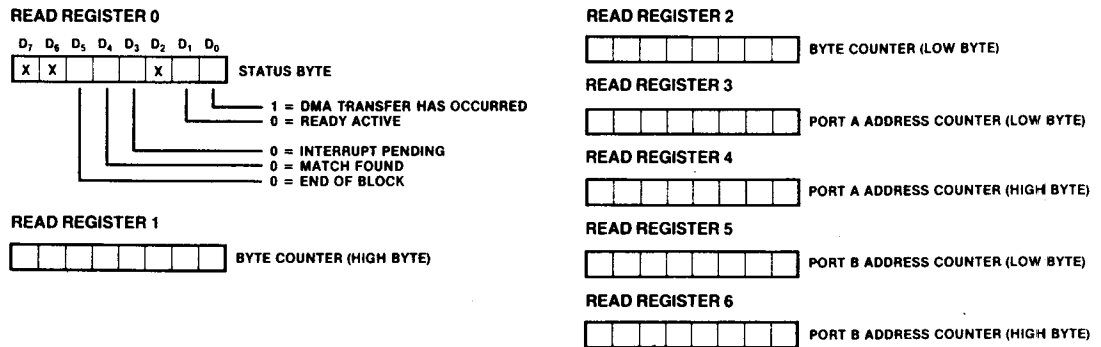 READ REGISTER 0
D7 D6 D5 D4 D3 D2 D1 D0
X X X
STATUS BYTE
1 = DMA TRANSFER HAS OCCURRED
0 = READY ACTIVE
0 = INTERRUPT PENDING
0 = MATCH FOUND
0 = END OF BLOCK
READ REGISTER 1
BYTE COUNTER (HIGH BYTE)
READ REGISTER 2
BYTE COUNTER (LOW BYTE)
READ REGISTER 3
PORT A ADDRESS COUNTER (LOW BYTE)
READ REGISTER 4
PORT A ADDRESS COUNTER (HIGH BYTE)
READ REGISTER 5
PORT B ADDRESS COUNTER (LOW BYTE)
READ REGISTER 6
PORT B ADDRESS COUNTER (HIGH BYTE)